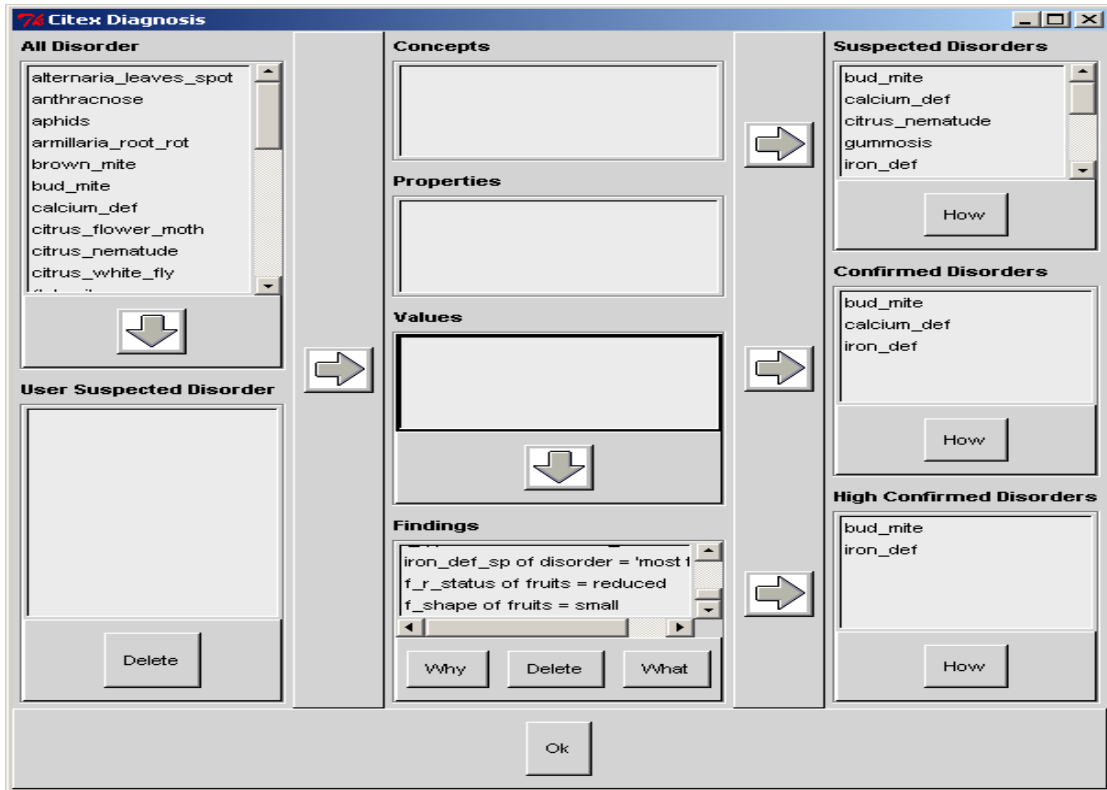 Citex Diagnosis
All Disorder
alternaria_leaves_spot
anthracnose
aphids
armillaria_root_rot
brown_mite
bud_mite
calcium_def
citrus_flower_moth
citrus_nematude
citrus_white_fly
User Suspected Disorder
Delete
Concepts
Properties
Values
Findings
iron_def_sp of disorder = 'most
f_r_status of fruits = reduced
f_shape of fruits = small
Why
Delete
What
Suspected Disorders
bud_mite
calcium_def
citrus_nematude
gummosis
iron_def
How
Confirmed Disorders
bud_mite
calcium_def
iron_def
How
High Confirmed Disorders
bud_mite
iron_def
How
Ok